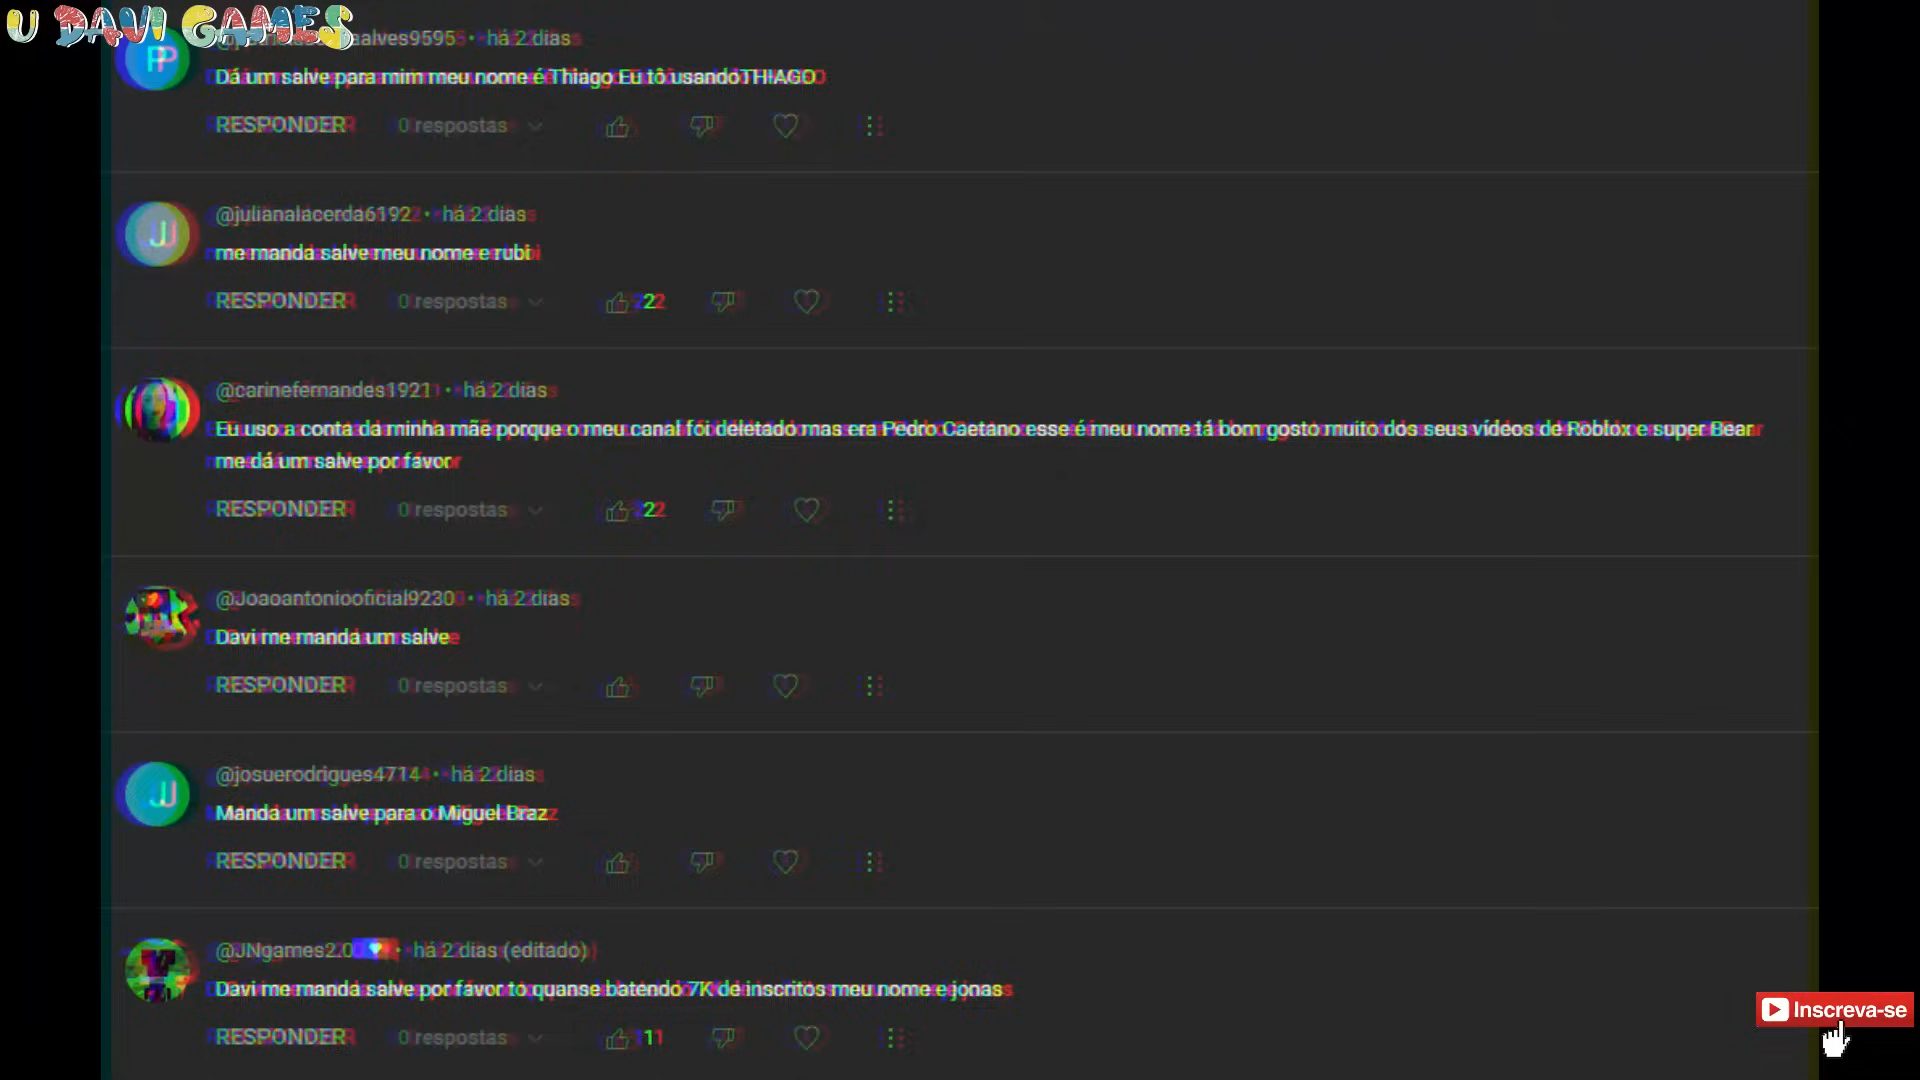 U DAVI GAMES
aalves9595 • há 2 dias
PP
Dá um salve para mim meu nome é Thiago Eu tô usando THIAGO
RESPONDER 0 respostas
@julianalacerda6192 • há 2 dias
J
me manda salve meu nome e rubi
RESPONDER 0 respostas 2
@carinefernandes1921 • há 2 dias
Eu uso a conta da minha mãe porque o meu canal foi deletado mas era Pedro Caetano esse é meu nome tá bom gosto muito dos seus vídeos de Roblox e super Bear
me dá um salve por favor
RESPONDER 0 respostas 2
@Joaoantoniooficial9230 • há 2 dias
Davi me manda um salve
RESPONDER 0 respostas
@josuerodrigues4714 • há 2 dias
J
Manda um salve para o Miguel Braz
RESPONDER 0 respostas
@JNgames2.0 • há 2 dias (editado)
Davi me manda salve por favor to quanse batendo 7K de inscritos meu nome e jonas
RESPONDER 0 respostas 1
Inscreva-se